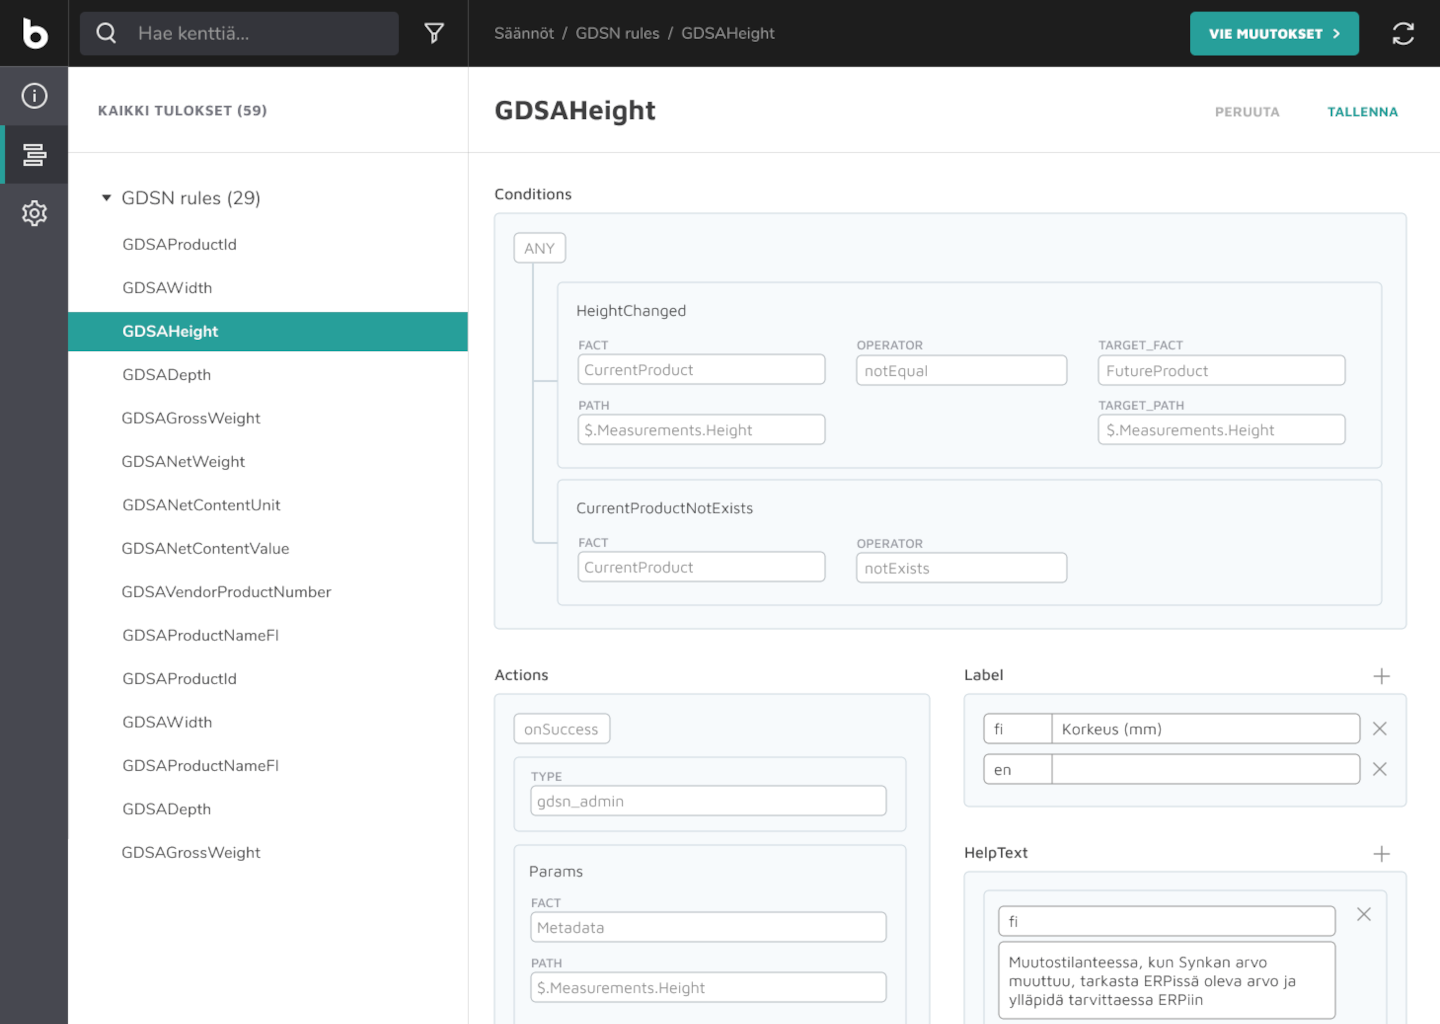 b
Hae kenttiä...
Säännöt / GDSN rules / GDSAHeight
VIE MUUTOKSET
KAIKKI TULOKSET (59)
GDSN rules (29)
GDSAProductId
GDSAWidth
GDSAHeight
GDSADepth
GDSAGrossWeight
GDSANetWeight
GDSANetContentUnit
GDSANetContentValue
GDSAVendorProductNumber
GDSAProductNameFI
GDSAProductId
GDSAWidth
GDSAProductNameFI
GDSADepth
GDSAGrossWeight
GDSAHeight
PERUUTA
TALLENNA
Conditions
ANY
HeightChanged
FACT
CurrentProduct
OPERATOR
notEqual
TARGET_FACT
FutureProduct
PATH
$.Measurements.Height
TARGET_PATH
$.Measurements.Height
CurrentProductNotExists
FACT
CurrentProduct
OPERATOR
notExists
Actions
onSuccess
TYPE
gdsn_admin
Params
FACT
Metadata
PATH
$.Measurements.Height
Label
fi
Korkeus (mm)
en
HelpText
fi
Muutostilanteessa, kun Synkan arvo
muuttuu, tarkasta ERPissä oleva arvo ja
ylläpidä tarvittaessa ERPiin